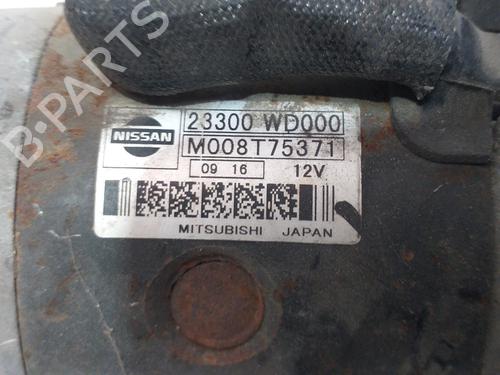 NISSAN
23300 WD000
M008T75371
09 16 12V
MITSUBISHI JAPAN
B-PARTS